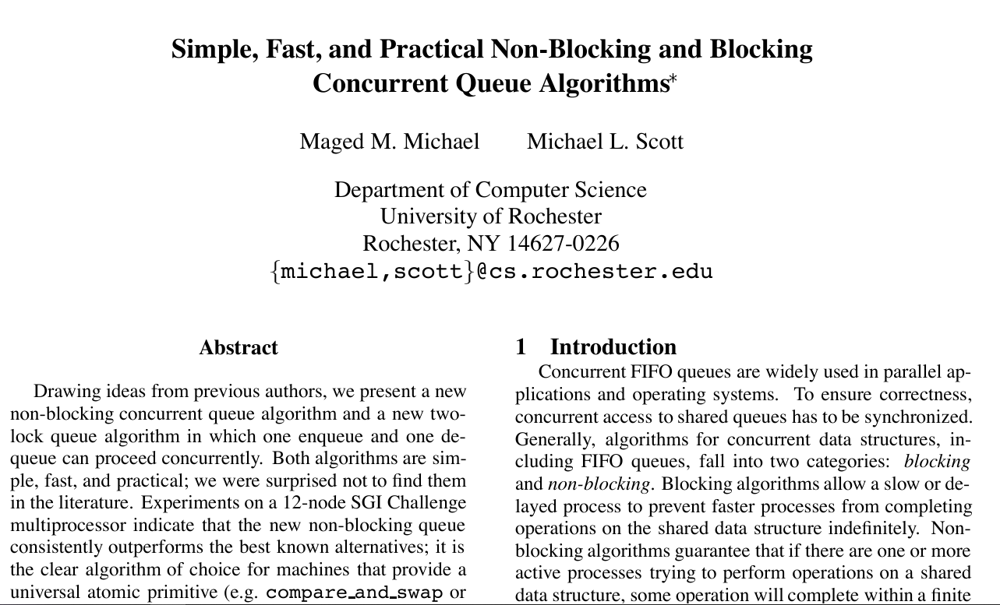 Simple, Fast, and Practical Non-Blocking and Blocking
Concurrent Queue Algorithms*
Maged M. Michael Michael L. Scott
Department of Computer Science
University of Rochester
Rochester, NY 14627-0226
{michael,scott}@cs.rochester.edu
Abstract
Drawing ideas from previous authors, we present a new
non-blocking concurrent queue algorithm and a new two-
lock queue algorithm in which one enqueue and one de-
queue can proceed concurrently. Both algorithms are sim-
ple, fast, and practical; we were surprised not to find them
in the literature. Experiments on a 12-node SGI Challenge
multiprocessor indicate that the new non-blocking queue
consistently outperforms the best known alternatives; it is
the clear algorithm of choice for machines that provide a
universal atomic primitive (e.g. compare_and_swap or
1 Introduction
Concurrent FIFO queues are widely used in parallel ap-
plications and operating systems. To ensure correctness,
concurrent access to shared queues has to be synchronized.
Generally, algorithms for concurrent data structures, in-
cluding FIFO queues, fall into two categories: blocking
and non-blocking. Blocking algorithms allow a slow or de-
layed process to prevent faster processes from completing
operations on the shared data structure indefinitely. Non-
blocking algorithms guarantee that if there are one or more
active processes trying to perform operations on a shared
data structure, some operation will complete within a finite